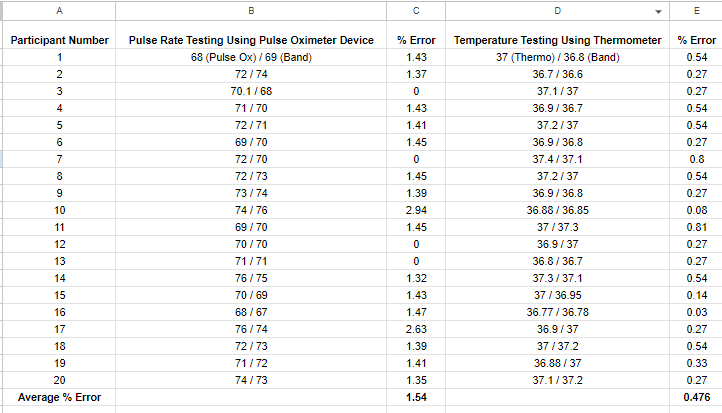 A B C D E
Participant Number Pulse Rate Testing Using Pulse Oximeter Device % Error Temperature Testing Using Thermometer % Error
1 68 (Pulse Ox) / 69 (Band) 1.43 37 (Thermo) / 36.8 (Band) 0.54
2 72 / 74 1.37 36.7 / 36.6 0.27
3 70.1 / 68 0 37.1 / 37 0.27
4 71 / 70 1.43 36.9 / 36.7 0.54
5 72 / 71 1.41 37.2 / 37 0.54
6 69 / 70 1.45 36.9 / 36.8 0.27
7 72 / 70 0 37.4 / 37.1 0.8
8 72 / 73 1.45 37.2 / 37 0.54
9 73 / 74 1.39 36.9 / 36.8 0.27
10 74 / 76 2.94 36.88 / 36.85 0.08
11 69 / 70 1.45 37 / 37.3 0.81
12 70 / 70 0 36.9 / 37 0.27
13 71 / 71 0 36.8 / 36.7 0.27
14 76 / 75 1.32 37.3 / 37.1 0.54
15 70 / 69 1.43 37 / 36.95 0.14
16 68 / 67 1.47 36.77 / 36.78 0.03
17 76 / 74 2.63 36.9 / 37 0.27
18 72 / 73 1.39 37 / 37.2 0.54
19 71 / 72 1.41 36.88 / 37 0.33
20 74 / 73 1.35 37.1 / 37.2 0.27
Average % Error 1.54 0.476